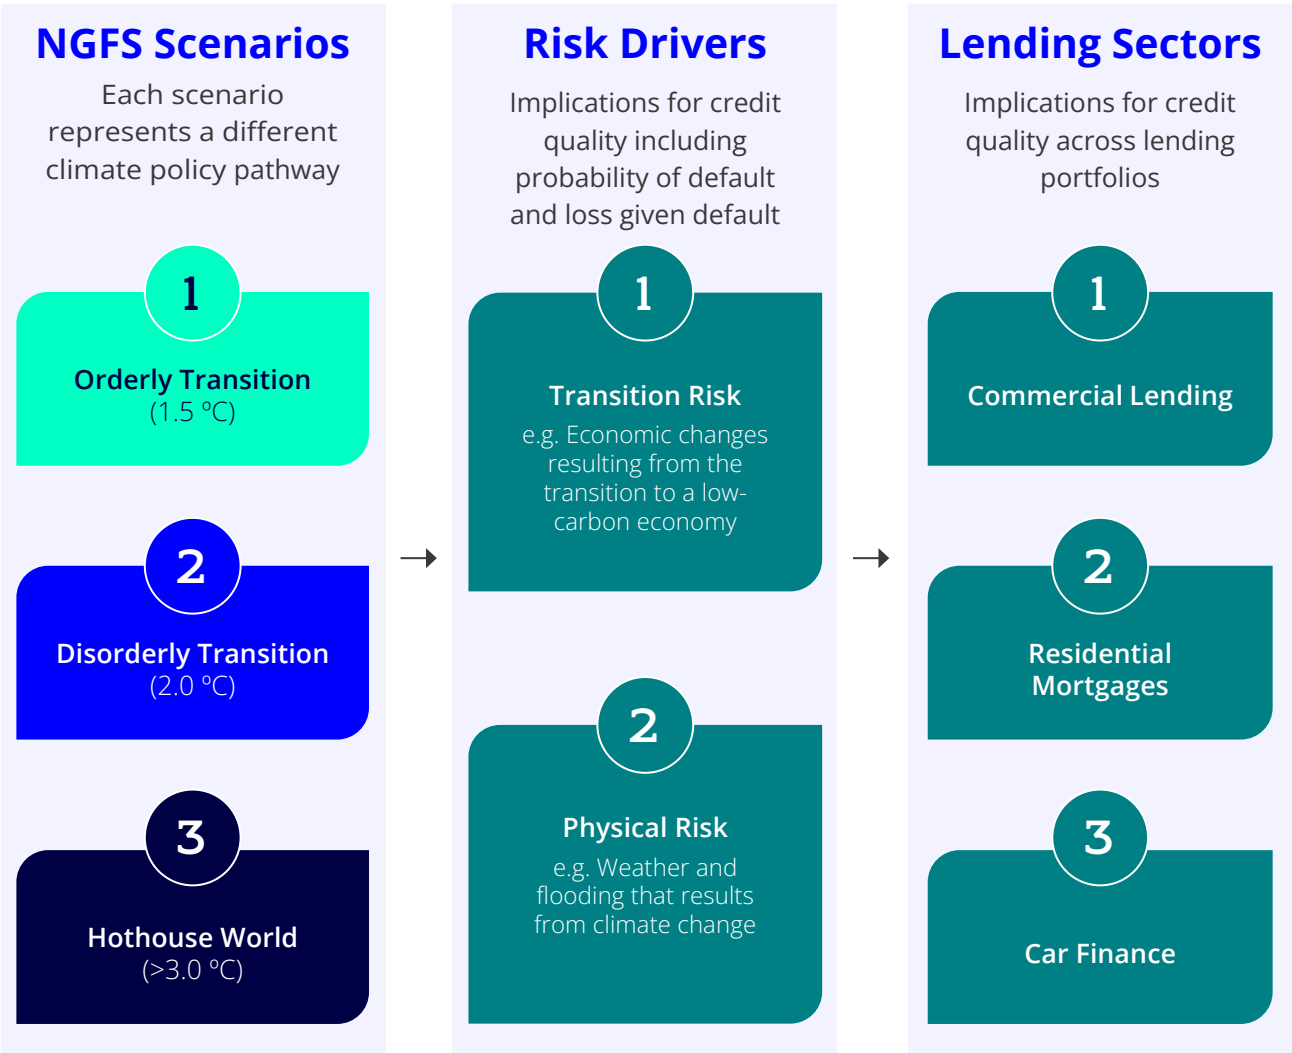 NGFS Scenarios
Each scenario
represents a different
climate policy pathway
1
Orderly Transition
(1.5 ºC)
2
Disorderly Transition
(2.0 ºC)
3
Hothouse World
(>3.0 ºC)
Risk Drivers
Implications for credit
quality including
probability of default
and loss given default
1
Transition Risk
e.g. Economic changes
resulting from the
transition to a low-
carbon economy
2
Physical Risk
e.g. Weather and
flooding that results
from climate change
Lending Sectors
Implications for credit
quality across lending
portfolios
1
Commercial Lending
2
Residential
Mortgages
3
Car Finance